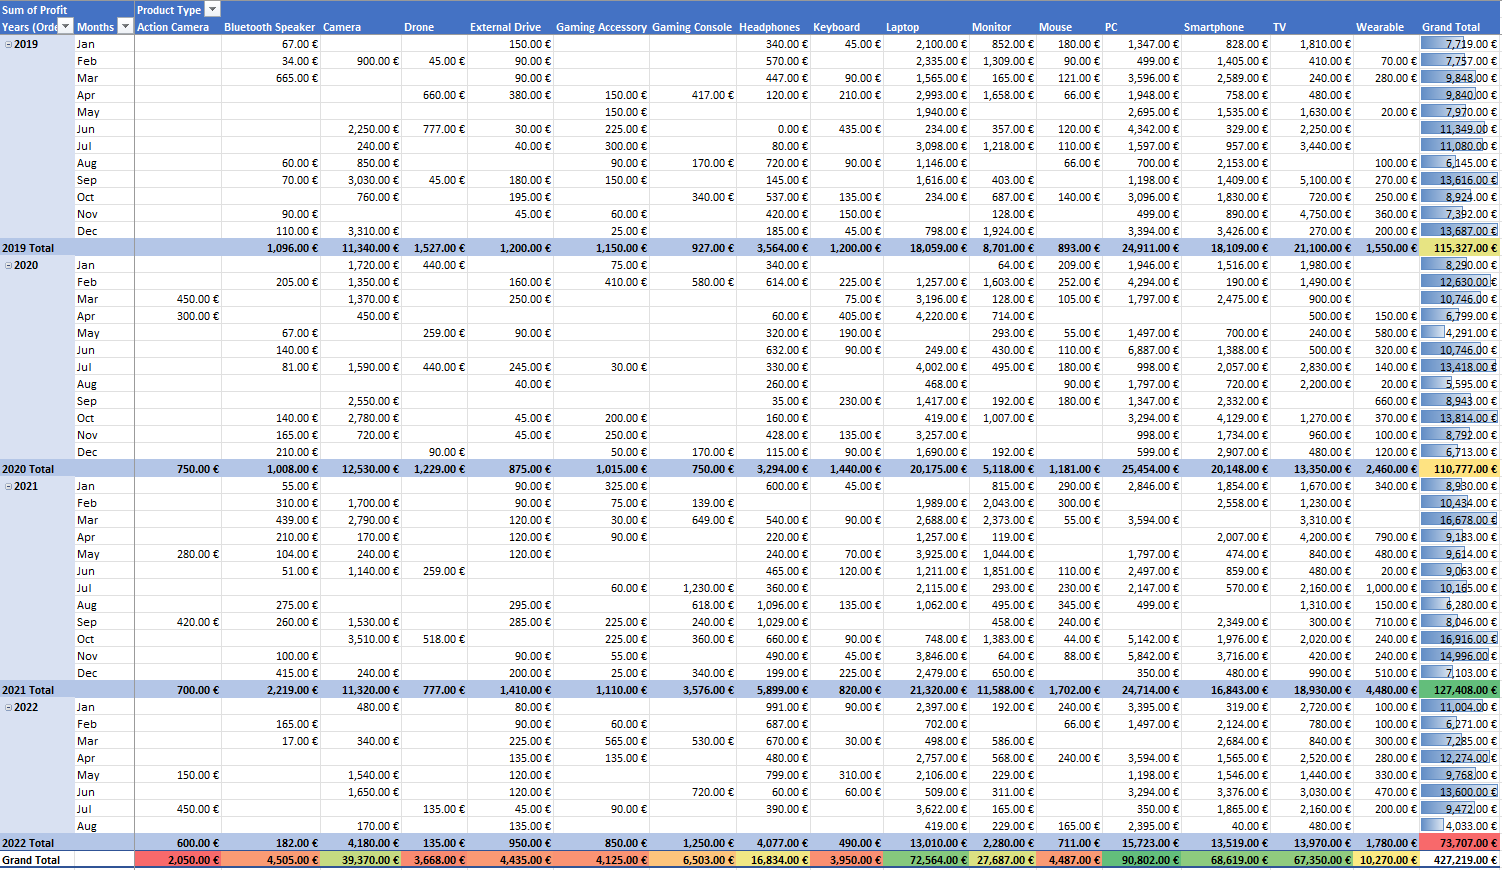 Sum of Profit Product Type
Years (Orde Months Action Camera Bluetooth Speaker Camera Drone External Drive Gaming Accessory Gaming Console Headphones Keyboard Laptop Monitor Mouse PC Smartphone TV Wearable Grand Total
2019 Jan 67.00 € 150.00 € 340.00 € 45.00 € 2,100.00 € 852.00 € 180.00 € 1,347.00 € 828.00 € 1,810.00 € 7,719.00 €
Feb 34.00 € 900.00 € 45.00 € 90.00 € 570.00 € 2,335.00 € 1,309.00 € 90.00 € 499.00 € 1,405.00 € 410.00 € 70.00 € 7,757.00 €
Mar 665.00 € 90.00 € 447.00 € 90.00 € 1,565.00 € 165.00 € 121.00 € 3,596.00 € 2,589.00 € 240.00 € 280.00 € 9,848.00 €
Apr 660.00 € 380.00 € 150.00 € 417.00 € 120.00 € 210.00 € 2,993.00 € 1,658.00 € 66.00 € 1,948.00 € 758.00 € 480.00 € 9,840.00 €
May 150.00 € 1,940.00 € 2,695.00 € 1,535.00 € 1,630.00 € 20.00 € 7,970.00 €
Jun 2,250.00 € 777.00 € 30.00 € 225.00 € 0.00 € 435.00 € 234.00 € 357.00 € 120.00 € 4,342.00 € 329.00 € 2,250.00 € 11,349.00 €
Jul 240.00 € 40.00 € 300.00 € 80.00 € 3,098.00 € 1,218.00 € 110.00 € 1,597.00 € 957.00 € 3,440.00 € 11,080.00 €
Aug 60.00 € 850.00 € 90.00 € 170.00 € 720.00 € 90.00 € 1,146.00 € 66.00 € 700.00 € 2,153.00 € 100.00 € 6,145.00 €
Sep 70.00 € 3,030.00 € 45.00 € 180.00 € 150.00 € 145.00 € 1,616.00 € 403.00 € 1,198.00 € 1,409.00 € 5,100.00 € 270.00 € 13,616.00 €
Oct 760.00 € 195.00 € 340.00 € 537.00 € 135.00 € 234.00 € 687.00 € 140.00 € 3,096.00 € 1,830.00 € 720.00 € 250.00 € 8,924.00 €
Nov 90.00 € 45.00 € 60.00 € 420.00 € 150.00 € 128.00 € 499.00 € 890.00 € 4,750.00 € 360.00 € 7,392.00 €
Dec 110.00 € 3,310.00 € 25.00 € 185.00 € 45.00 € 798.00 € 1,924.00 € 3,394.00 € 3,426.00 € 270.00 € 200.00 € 13,687.00 €
2019 Total 1,096.00 € 11,340.00 € 1,527.00 € 1,200.00 € 1,150.00 € 927.00 € 3,564.00 € 1,200.00 € 18,059.00 € 8,701.00 € 893.00 € 24,911.00 € 18,109.00 € 21,100.00 € 1,550.00 € 115,327.00 €
2020 Jan 1,720.00 € 440.00 € 75.00 € 340.00 € 64.00 € 209.00 € 1,946.00 € 1,516.00 € 1,980.00 € 8,290.00 €
Feb 205.00 € 1,350.00 € 160.00 € 410.00 € 580.00 € 614.00 € 225.00 € 1,257.00 € 1,603.00 € 252.00 € 4,294.00 € 190.00 € 1,490.00 € 12,630.00 €
Mar 450.00 € 1,370.00 € 250.00 € 75.00 € 3,196.00 € 128.00 € 105.00 € 1,797.00 € 2,475.00 € 900.00 € 10,746.00 €
Apr 300.00 € 450.00 € 60.00 € 405.00 € 4,220.00 € 714.00 € 500.00 € 150.00 € 6,799.00 €
May 67.00 € 259.00 € 90.00 € 320.00 € 190.00 € 293.00 € 55.00 € 1,497.00 € 700.00 € 240.00 € 580.00 € 4,291.00 €
Jun 140.00 € 632.00 € 90.00 € 249.00 € 430.00 € 110.00 € 6,887.00 € 1,388.00 € 500.00 € 320.00 € 10,746.00 €
Jul 81.00 € 1,590.00 € 440.00 € 245.00 € 30.00 € 330.00 € 4,002.00 € 495.00 € 180.00 € 998.00 € 2,057.00 € 2,830.00 € 140.00 € 13,418.00 €
Aug 40.00 € 260.00 € 468.00 € 90.00 € 1,797.00 € 720.00 € 2,200.00 € 20.00 € 5,595.00 €
Sep 2,550.00 € 35.00 € 230.00 € 1,417.00 € 192.00 € 180.00 € 1,347.00 € 2,332.00 € 660.00 € 8,943.00 €
Oct 140.00 € 2,780.00 € 45.00 € 200.00 € 160.00 € 419.00 € 1,007.00 € 3,294.00 € 4,129.00 € 1,270.00 € 370.00 € 13,814.00 €
Nov 165.00 € 720.00 € 45.00 € 250.00 € 428.00 € 135.00 € 3,257.00 € 998.00 € 1,734.00 € 960.00 € 100.00 € 8,792.00 €
Dec 210.00 € 90.00 € 50.00 € 170.00 € 115.00 € 90.00 € 1,690.00 € 192.00 € 599.00 € 2,907.00 € 480.00 € 120.00 € 6,713.00 €
2020 Total 750.00 € 1,008.00 € 12,530.00 € 1,229.00 € 875.00 € 1,015.00 € 750.00 € 3,294.00 € 1,440.00 € 20,175.00 € 5,118.00 € 1,181.00 € 25,454.00 € 20,148.00 € 13,350.00 € 2,460.00 € 110,777.00 €
2021 Jan 55.00 € 90.00 € 325.00 € 600.00 € 45.00 € 815.00 € 290.00 € 2,846.00 € 1,854.00 € 1,670.00 € 340.00 € 8,930.00 €
Feb 310.00 € 1,700.00 € 90.00 € 75.00 € 139.00 € 1,989.00 € 2,043.00 € 300.00 € 2,558.00 € 1,230.00 € 10,434.00 €
Mar 439.00 € 2,790.00 € 120.00 € 30.00 € 649.00 € 540.00 € 90.00 € 2,688.00 € 2,373.00 € 55.00 € 3,594.00 € 3,310.00 € 16,678.00 €
Apr 210.00 € 170.00 € 120.00 € 90.00 € 220.00 € 1,257.00 € 119.00 € 2,007.00 € 4,200.00 € 790.00 € 9,183.00 €
May 280.00 € 104.00 € 240.00 € 120.00 € 240.00 € 70.00 € 3,925.00 € 1,044.00 € 1,797.00 € 474.00 € 840.00 € 480.00 € 9,614.00 €
Jun 51.00 € 1,140.00 € 259.00 € 465.00 € 120.00 € 1,211.00 € 1,851.00 € 110.00 € 2,497.00 € 859.00 € 480.00 € 20.00 € 9,063.00 €
Jul 60.00 € 1,230.00 € 360.00 € 2,115.00 € 293.00 € 230.00 € 2,147.00 € 570.00 € 2,160.00 € 1,000.00 € 10,165.00 €
Aug 275.00 € 295.00 € 618.00 € 1,096.00 € 135.00 € 1,062.00 € 495.00 € 345.00 € 499.00 € 1,310.00 € 150.00 € 6,280.00 €
Sep 420.00 € 260.00 € 1,530.00 € 285.00 € 225.00 € 240.00 € 1,029.00 € 458.00 € 240.00 € 2,349.00 € 300.00 € 710.00 € 8,046.00 €
Oct 3,510.00 € 518.00 € 225.00 € 360.00 € 660.00 € 90.00 € 748.00 € 1,383.00 € 44.00 € 5,142.00 € 1,976.00 € 2,020.00 € 240.00 € 16,916.00 €
Nov 100.00 € 90.00 € 55.00 € 490.00 € 45.00 € 3,846.00 € 64.00 € 88.00 € 5,842.00 € 3,716.00 € 420.00 € 240.00 € 14,996.00 €
Dec 415.00 € 240.00 € 200.00 € 25.00 € 340.00 € 199.00 € 225.00 € 2,479.00 € 650.00 € 350.00 € 480.00 € 990.00 € 510.00 € 7,103.00 €
2021 Total 700.00 € 2,219.00 € 11,320.00 € 777.00 € 1,410.00 € 1,110.00 € 3,576.00 € 5,899.00 € 820.00 € 21,320.00 € 11,588.00 € 1,702.00 € 24,714.00 € 16,843.00 € 18,930.00 € 4,480.00 € 127,408.00 €
2022 Jan 480.00 € 80.00 € 991.00 € 90.00 € 2,397.00 € 192.00 € 240.00 € 3,395.00 € 319.00 € 2,720.00 € 100.00 € 11,004.00 €
Feb 165.00 € 90.00 € 60.00 € 687.00 € 702.00 € 66.00 € 1,497.00 € 2,124.00 € 780.00 € 100.00 € 6,271.00 €
Mar 17.00 € 340.00 € 225.00 € 565.00 € 530.00 € 670.00 € 30.00 € 498.00 € 586.00 € 2,684.00 € 840.00 € 300.00 € 7,285.00 €
Apr 135.00 € 135.00 € 480.00 € 2,757.00 € 568.00 € 240.00 € 3,594.00 € 1,565.00 € 2,520.00 € 280.00 € 12,274.00 €
May 150.00 € 1,540.00 € 120.00 € 799.00 € 310.00 € 2,106.00 € 229.00 € 1,198.00 € 1,546.00 € 1,440.00 € 330.00 € 9,768.00 €
Jun 1,650.00 € 120.00 € 720.00 € 60.00 € 60.00 € 509.00 € 311.00 € 3,294.00 € 3,376.00 € 3,030.00 € 470.00 € 13,600.00 €
Jul 450.00 € 135.00 € 45.00 € 90.00 € 390.00 € 3,622.00 € 165.00 € 350.00 € 1,865.00 € 2,160.00 € 200.00 € 9,472.00 €
Aug 170.00 € 135.00 € 419.00 € 229.00 € 165.00 € 2,395.00 € 40.00 € 480.00 € 4,033.00 €
2022 Total 600.00 € 182.00 € 4,180.00 € 135.00 € 950.00 € 850.00 € 1,250.00 € 4,077.00 € 490.00 € 13,010.00 € 2,280.00 € 711.00 € 15,723.00 € 13,519.00 € 13,970.00 € 1,780.00 € 73,707.00 €
Grand Total 2,050.00 € 4,505.00 € 39,370.00 € 3,668.00 € 4,435.00 € 4,125.00 € 6,503.00 € 16,834.00 € 3,950.00 € 72,564.00 € 27,687.00 € 4,487.00 € 90,802.00 € 68,619.00 € 67,350.00 € 10,270.00 € 427,219.00 €